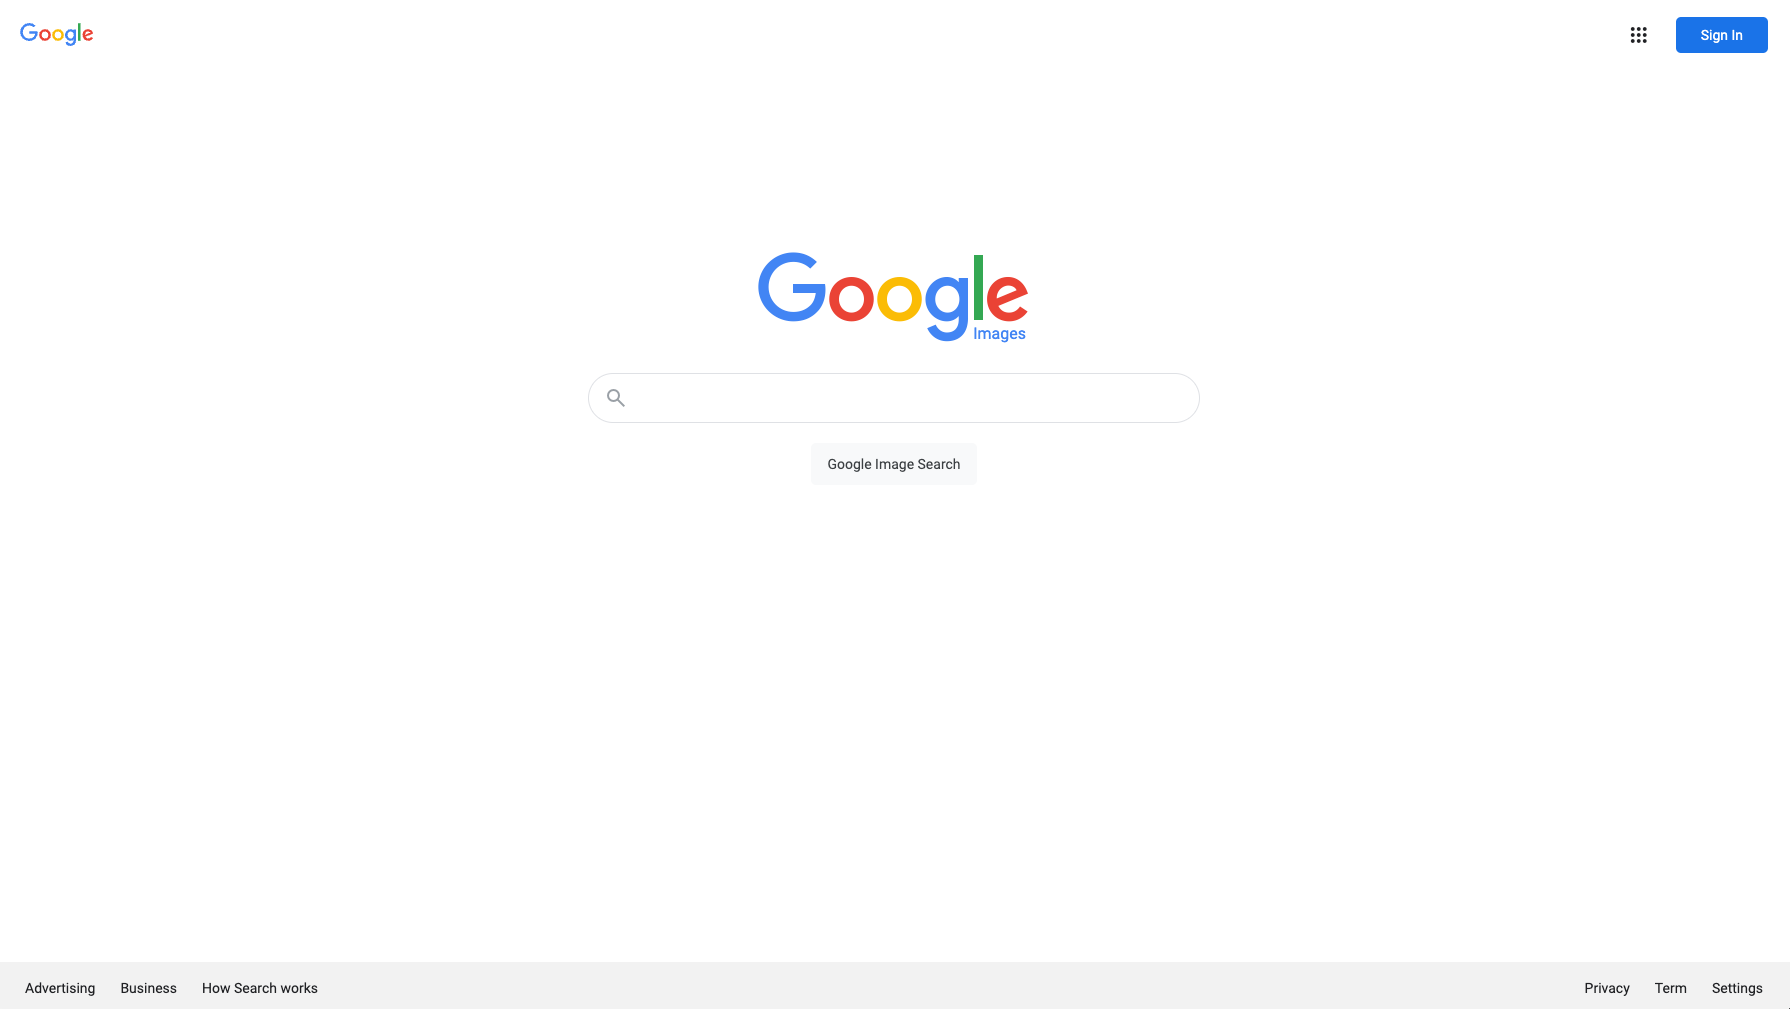 Google
Sign In
Google
Images
Google Image Search
Advertising Business How Search works
Privacy Term Settings